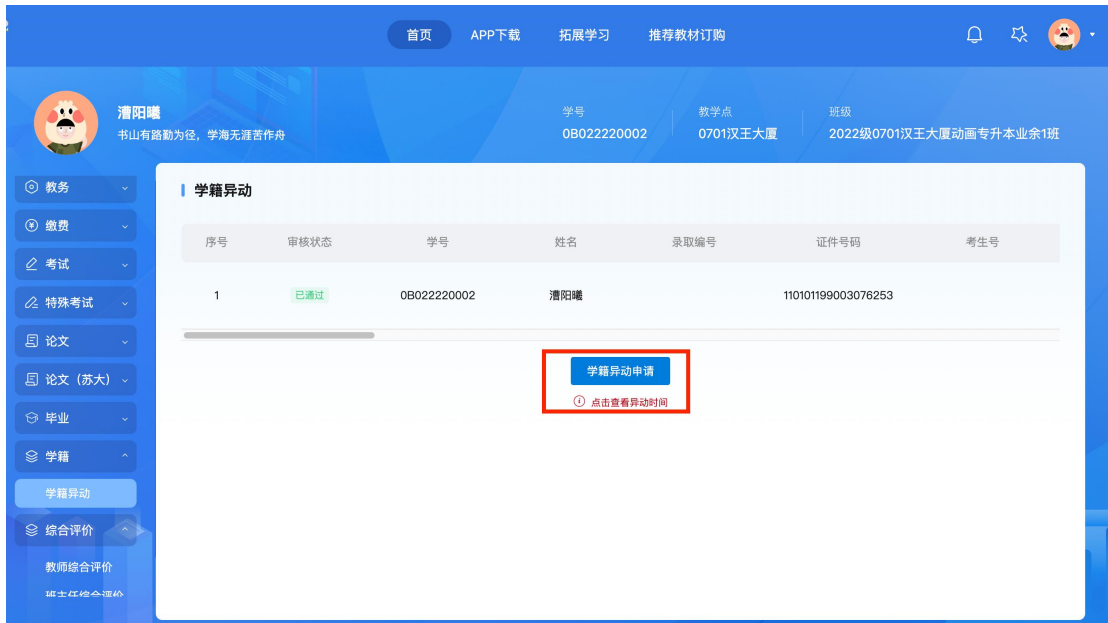 首页 APP下载 拓展学习 推荐教材订购
漕阳曦
书山有路勤为径，学海无涯苦作舟
学号 教学点 班级
0B022220002 0701汉王大厦 2022级0701汉王大厦动画专升本业余1班
教务
缴费
考试
特殊考试
论文
论文（苏大）
毕业
学籍
学籍异动
综合评价
教师综合评价
班主任综合评价
学籍异动
序号 审核状态 学号 姓名 录取编号 证件号码 考生号
1 已通过 0B022220002 漕阳曦 110101199003076253
学籍异动申请
点击查看异动时间